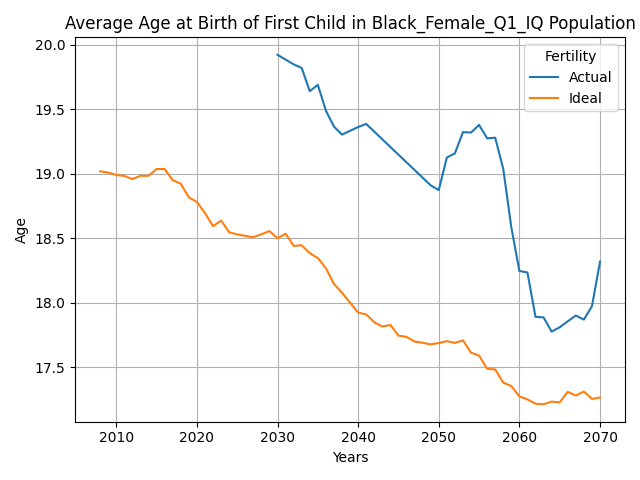 Average Age at Birth of First Child in Black_Female_Q1_IQ Population
Fertility
Actual
Ideal
20.0
19.5
19.0
18.5
18.0
17.5
Age
2010 2020 2030 2040 2050 2060 2070
Years